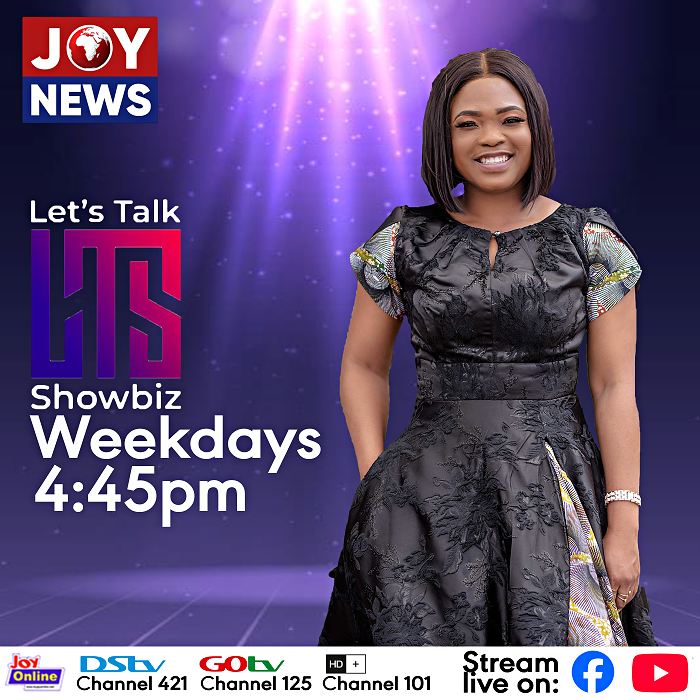 JOY
NEWS
Let's Talk
LTS
Showbiz
Weekdays
4:45pm
Joy
Online
DStv
Channel 421
GOtv
Channel 125
HD +
Channel 101
Stream
live on: